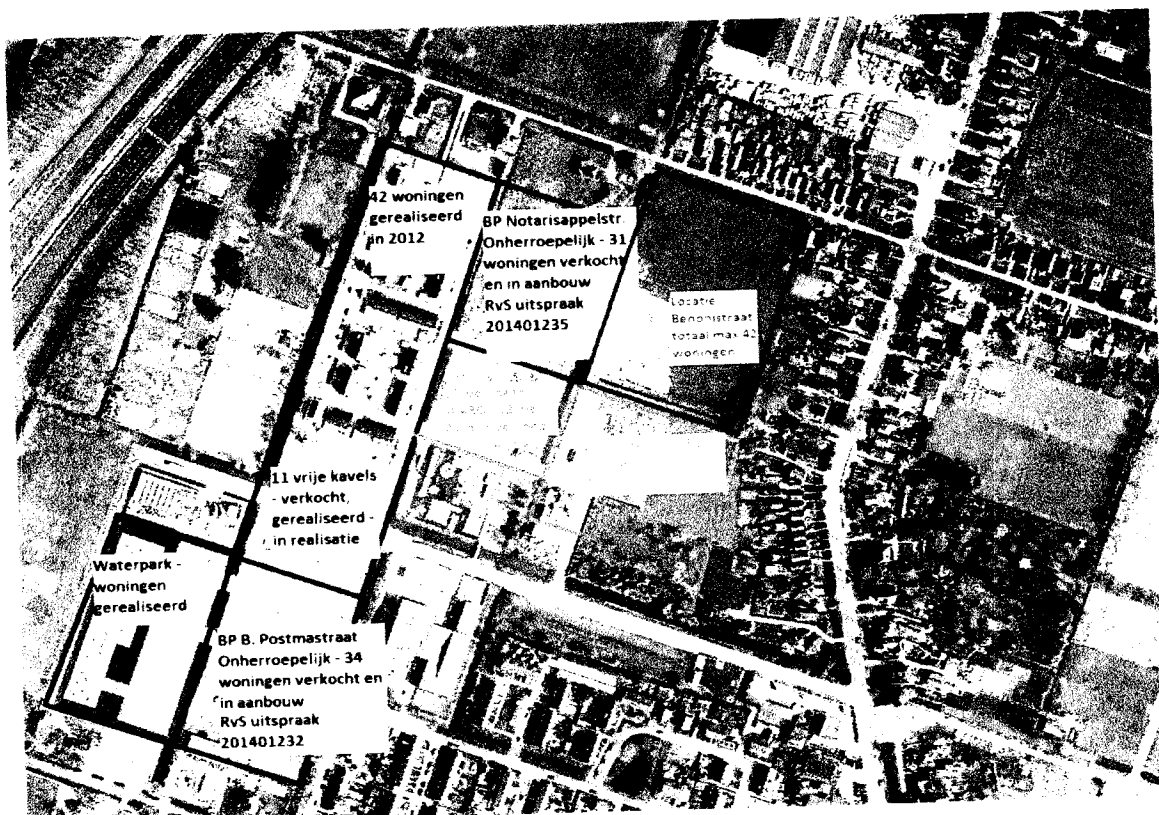 42 woningen
gerealiseerd
in 2012
BP Notarisappelstr.
Onherroepelijk - 31
woningen verkocht
en in aanbouw
RvS uitspraak
201401235
Locatie
Benonistraat
totaal max 42
woningen
11 vrije kavels
- verkocht,
gerealiseerd -
in realisatie
Waterpark -
woningen
gerealiseerd
BP B. Postmastraat
Onherroepelijk - 34
woningen verkocht en
in aanbouw
RvS uitspraak
201401232